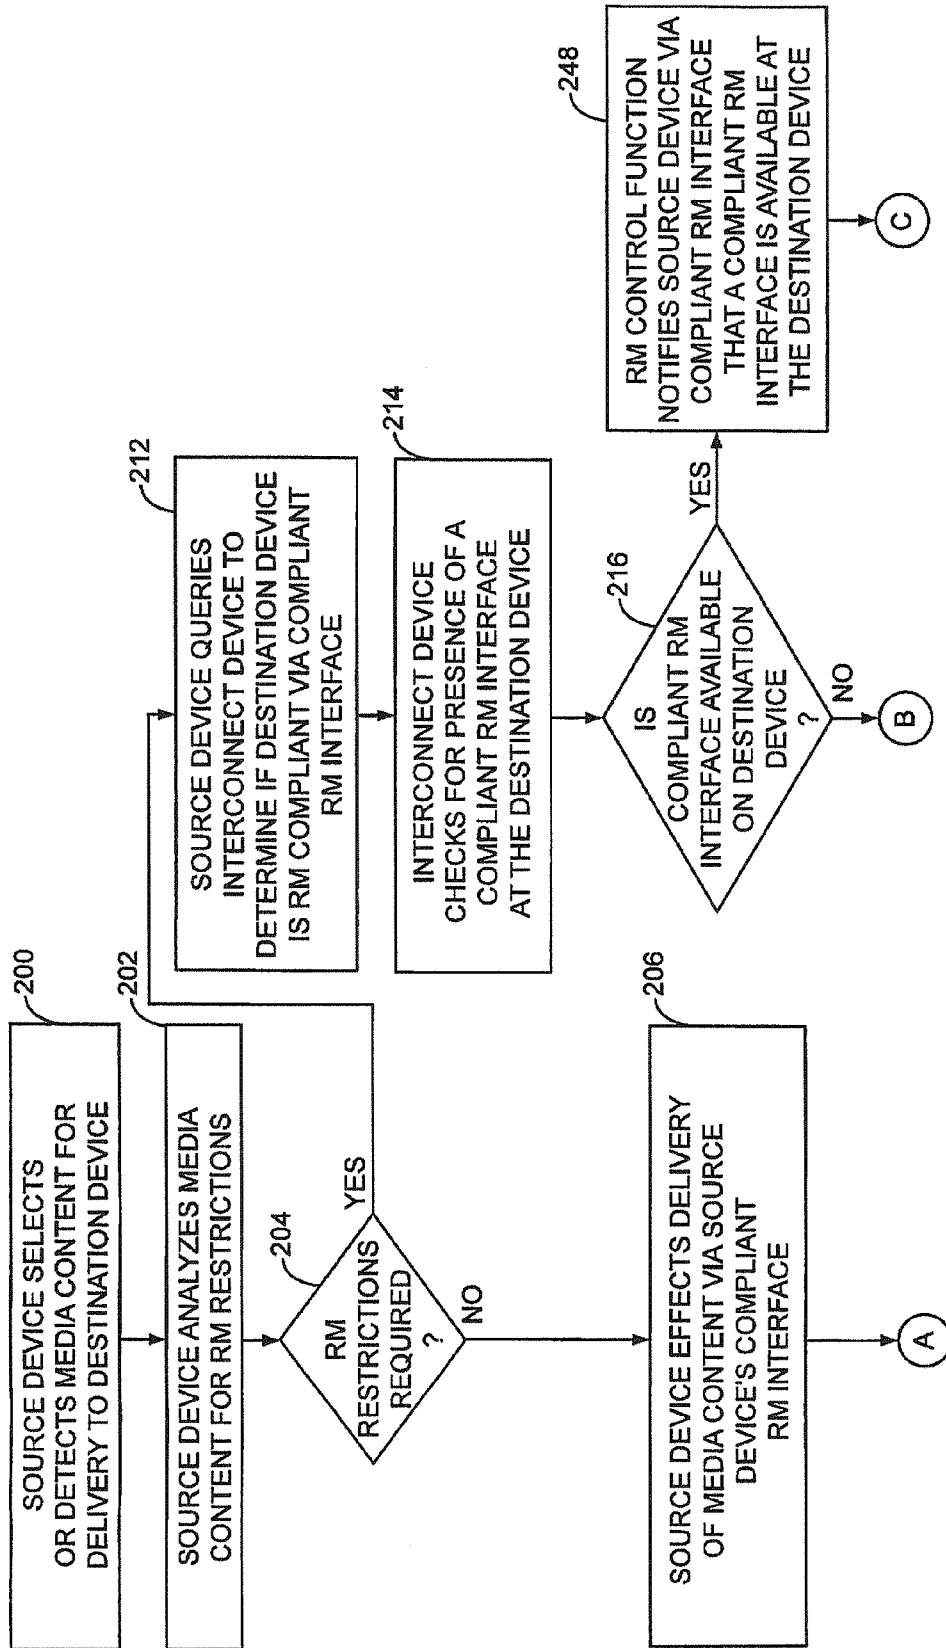 SOURCE DEVICE SELECTS
OR DETECTS MEDIA CONTENT FOR
DELIVERY TO DESTINATION DEVICE
200
SOURCE DEVICE ANALYZES MEDIA
CONTENT FOR RM RESTRICTIONS
202
RM
RESTRICTIONS
REQUIRED
?
204
YES
NO
SOURCE DEVICE EFFECTS DELIVERY
OF MEDIA CONTENT VIA SOURCE
DEVICE'S COMPLIANT
RM INTERFACE
206
A
SOURCE DEVICE QUERIES
INTERCONNECT DEVICE TO
DETERMINE IF DESTINATION DEVICE
IS RM COMPLIANT VIA COMPLIANT
RM INTERFACE
212
INTERCONNECT DEVICE
CHECKS FOR PRESENCE OF A
COMPLIANT RM INTERFACE
AT THE DESTINATION DEVICE
214
IS
COMPLIANT RM
INTERFACE AVAILABLE
ON DESTINATION
DEVICE
?
216
YES
NO
B
RM CONTROL FUNCTION
NOTIFIES SOURCE DEVICE VIA
COMPLIANT RM INTERFACE
THAT A COMPLIANT RM
INTERFACE IS AVAILABLE AT
THE DESTINATION DEVICE
248
C